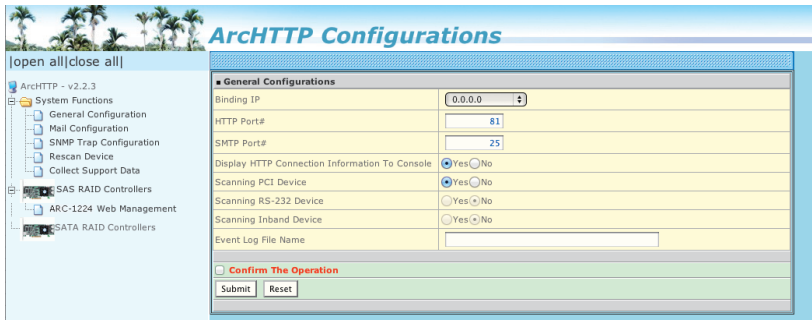 ArcHTTP Configurations
|open all|close all|
ArcHTTP - v2.2.3
System Functions
General Configuration
Mail Configuration
SNMP Trap Configuration
Rescan Device
Collect Support Data
SAS RAID Controllers
ARC-1224 Web Management
SATA RAID Controllers
General Configurations
Binding IP 0.0.0.0
HTTP Port# 81
SMTP Port# 25
Display HTTP Connection Information To Console Yes No
Scanning PCI Device Yes No
Scanning RS-232 Device Yes No
Scanning Inband Device Yes No
Event Log File Name
Confirm The Operation
Submit Reset